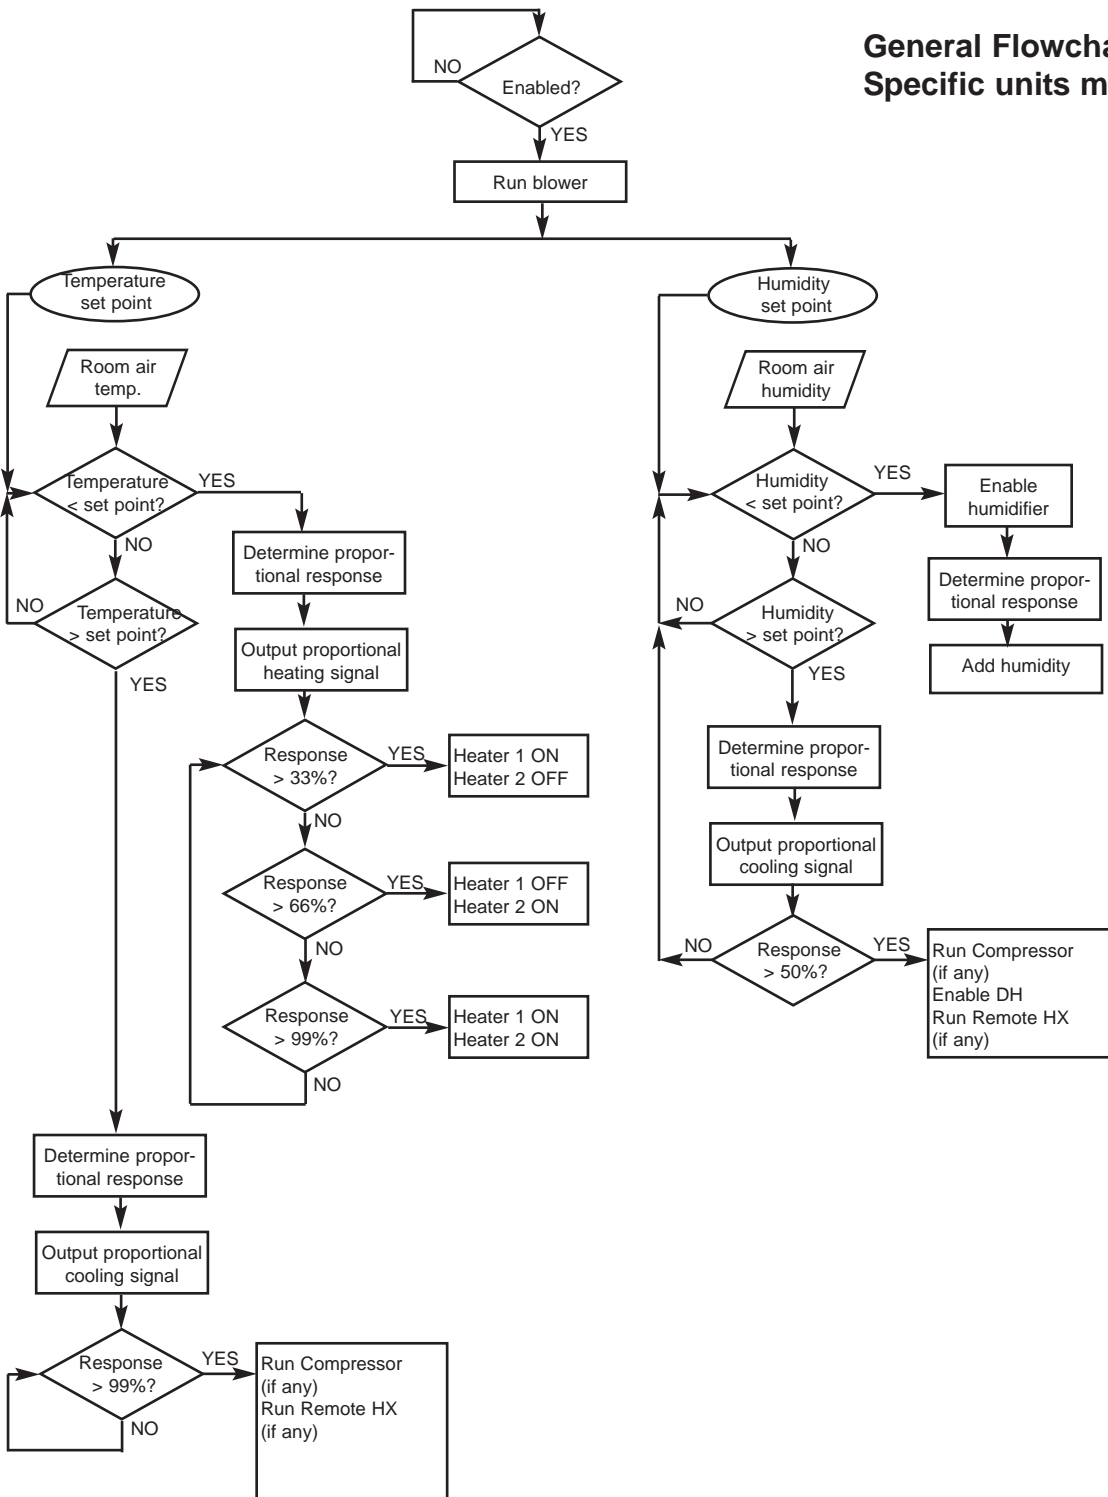 General Flowcha
Specific units m
NO
Enabled?
YES
Run blower
Temperature
set point
Humidity
set point
Room air
temp.
Room air
humidity
Temperature
< set point?
YES
NO
Humidity
< set point?
YES
NO
Enable
humidifier
Determine propor-
tional response
Add humidity
Temperature
> set point?
NO
YES
Determine propor-
tional response
Output proportional
heating signal
Humidity
> set point?
NO
YES
Determine propor-
tional response
Output proportional
cooling signal
Response
> 33%?
YES
NO
Heater 1 ON
Heater 2 OFF
Response
> 66%?
YES
NO
Heater 1 OFF
Heater 2 ON
Response
> 99%?
YES
NO
Heater 1 ON
Heater 2 ON
Response
> 50%?
NO
YES
Run Compressor
(if any)
Enable DH
Run Remote HX
(if any)
Determine propor-
tional response
Output proportional
cooling signal
Response
> 99%?
YES
NO
Run Compressor
(if any)
Run Remote HX
(if any)